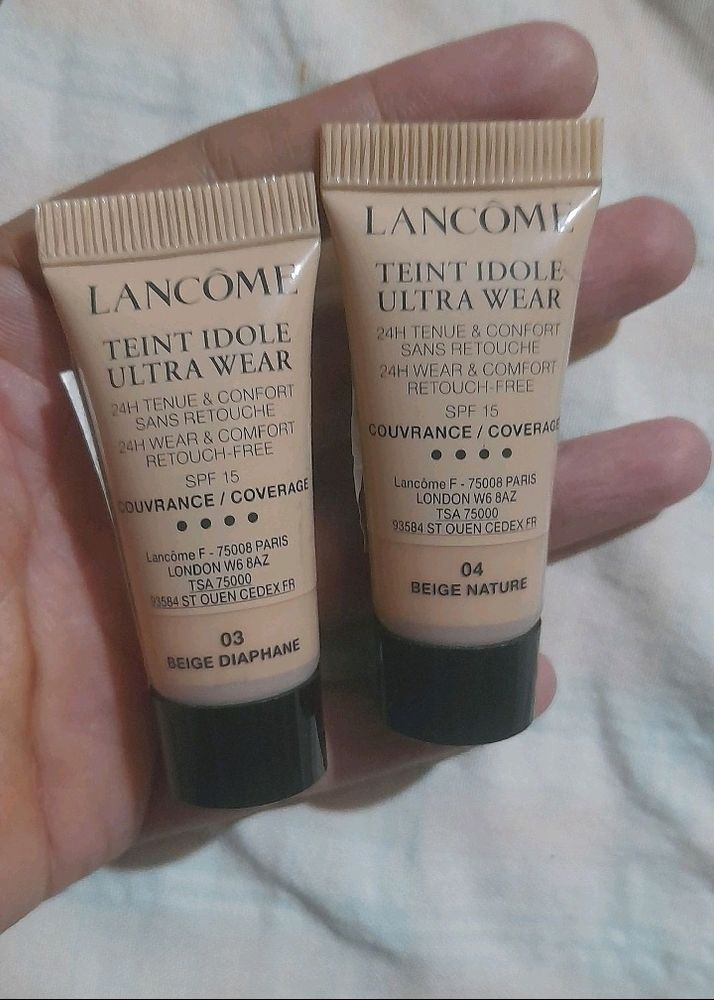 LANCÔME
TEINT IDOLE
ULTRA WEAR
24H TENUE & CONFORT
SANS RETOUCHE
24H WEAR & COMFORT
RETOUCH-FREE
SPF 15
COUVRANCE / COVERAGE
Lancôme F - 75008 PARIS
LONDON W6 8AZ
TSA 75000
93584 ST OUEN CEDEX FR
03
BEIGE DIAPHANE
LANCÔME
TEINT IDOLE
ULTRA WEAR
24H TENUE & CONFORT
SANS RETOUCHE
24H WEAR & COMFORT
RETOUCH-FREE
SPF 15
COUVRANCE / COVERAGE
Lancôme F - 75008 PARIS
LONDON W6 8AZ
TSA 75000
93584 ST OUEN CEDEX FR
04
BEIGE NATURE